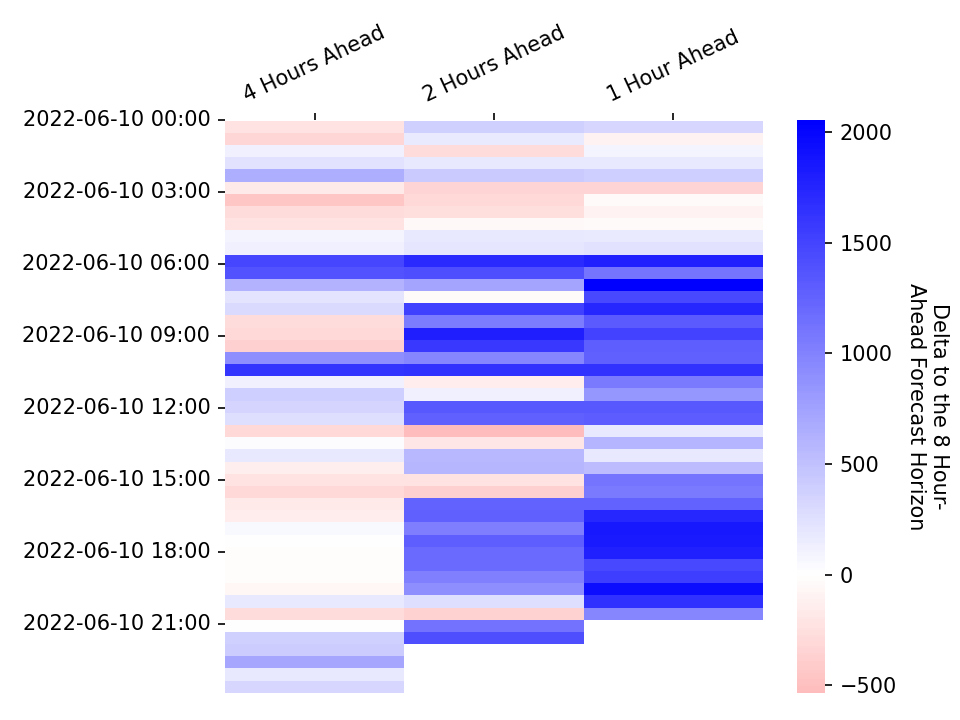 4 Hours Ahead
2 Hours Ahead
1 Hour Ahead
2022-06-10 00:00
2022-06-10 03:00
2022-06-10 06:00
2022-06-10 09:00
2022-06-10 12:00
2022-06-10 15:00
2022-06-10 18:00
2022-06-10 21:00
2000
1500
1000
500
0
−500
Delta to the 8 Hour-
Ahead Forecast Horizon